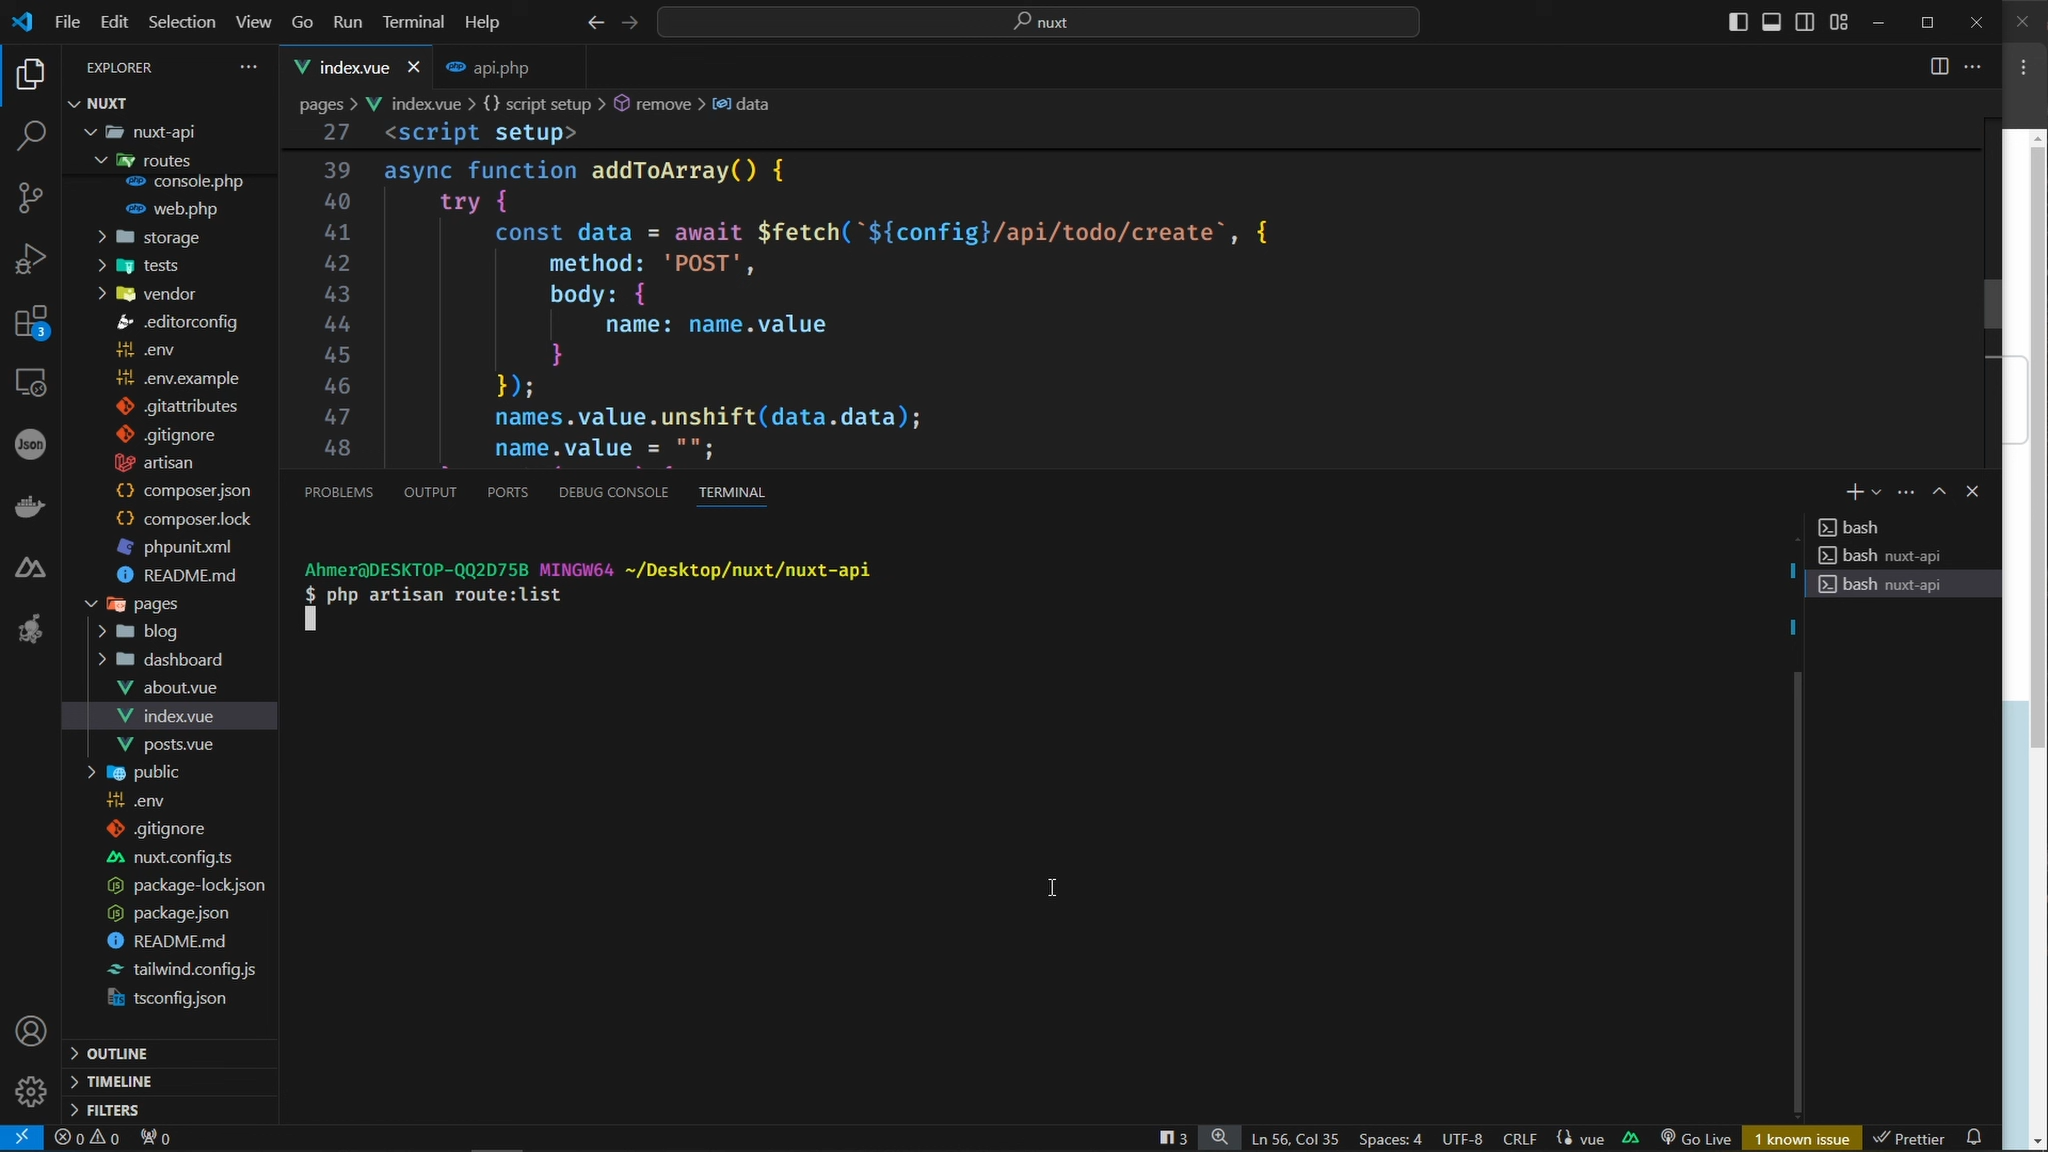 File Edit Selection View Go Run Terminal Help
nuxt
EXPLORER
NUXT
nuxt-api
routes
console.php
web.php
storage
tests
vendor
.editorconfig
.env
.env.example
.gitattributes
.gitignore
artisan
composer.json
composer.lock
phpunit.xml
README.md
pages
blog
dashboard
about.vue
index.vue
posts.vue
public
.env
.gitignore
nuxt.config.ts
package-lock.json
package.json
README.md
tailwind.config.js
tsconfig.json
OUTLINE
TIMELINE
FILTERS
Json
3
index.vue
api.php
pages > index.vue > {} script setup > remove > data
27 <script setup>
39 async function addToArray() {
40 try {
41 const data = await $fetch(`${config}/api/todo/create`, {
42 method: 'POST',
43 body: {
44 name: name.value
45 }
46 });
47 names.value.unshift(data.data);
48 name.value = "";
PROBLEMS OUTPUT PORTS DEBUG CONSOLE TERMINAL
Ahmer@DESKTOP-QQ2D75B MINGW64 ~/Desktop/nuxt/nuxt-api
$ php artisan route:list
bash
bash nuxt-api
bash nuxt-api
0 0 0
3 Ln 56, Col 35 Spaces: 4 UTF-8 CRLF {} vue Go Live 1 known issue Prettier